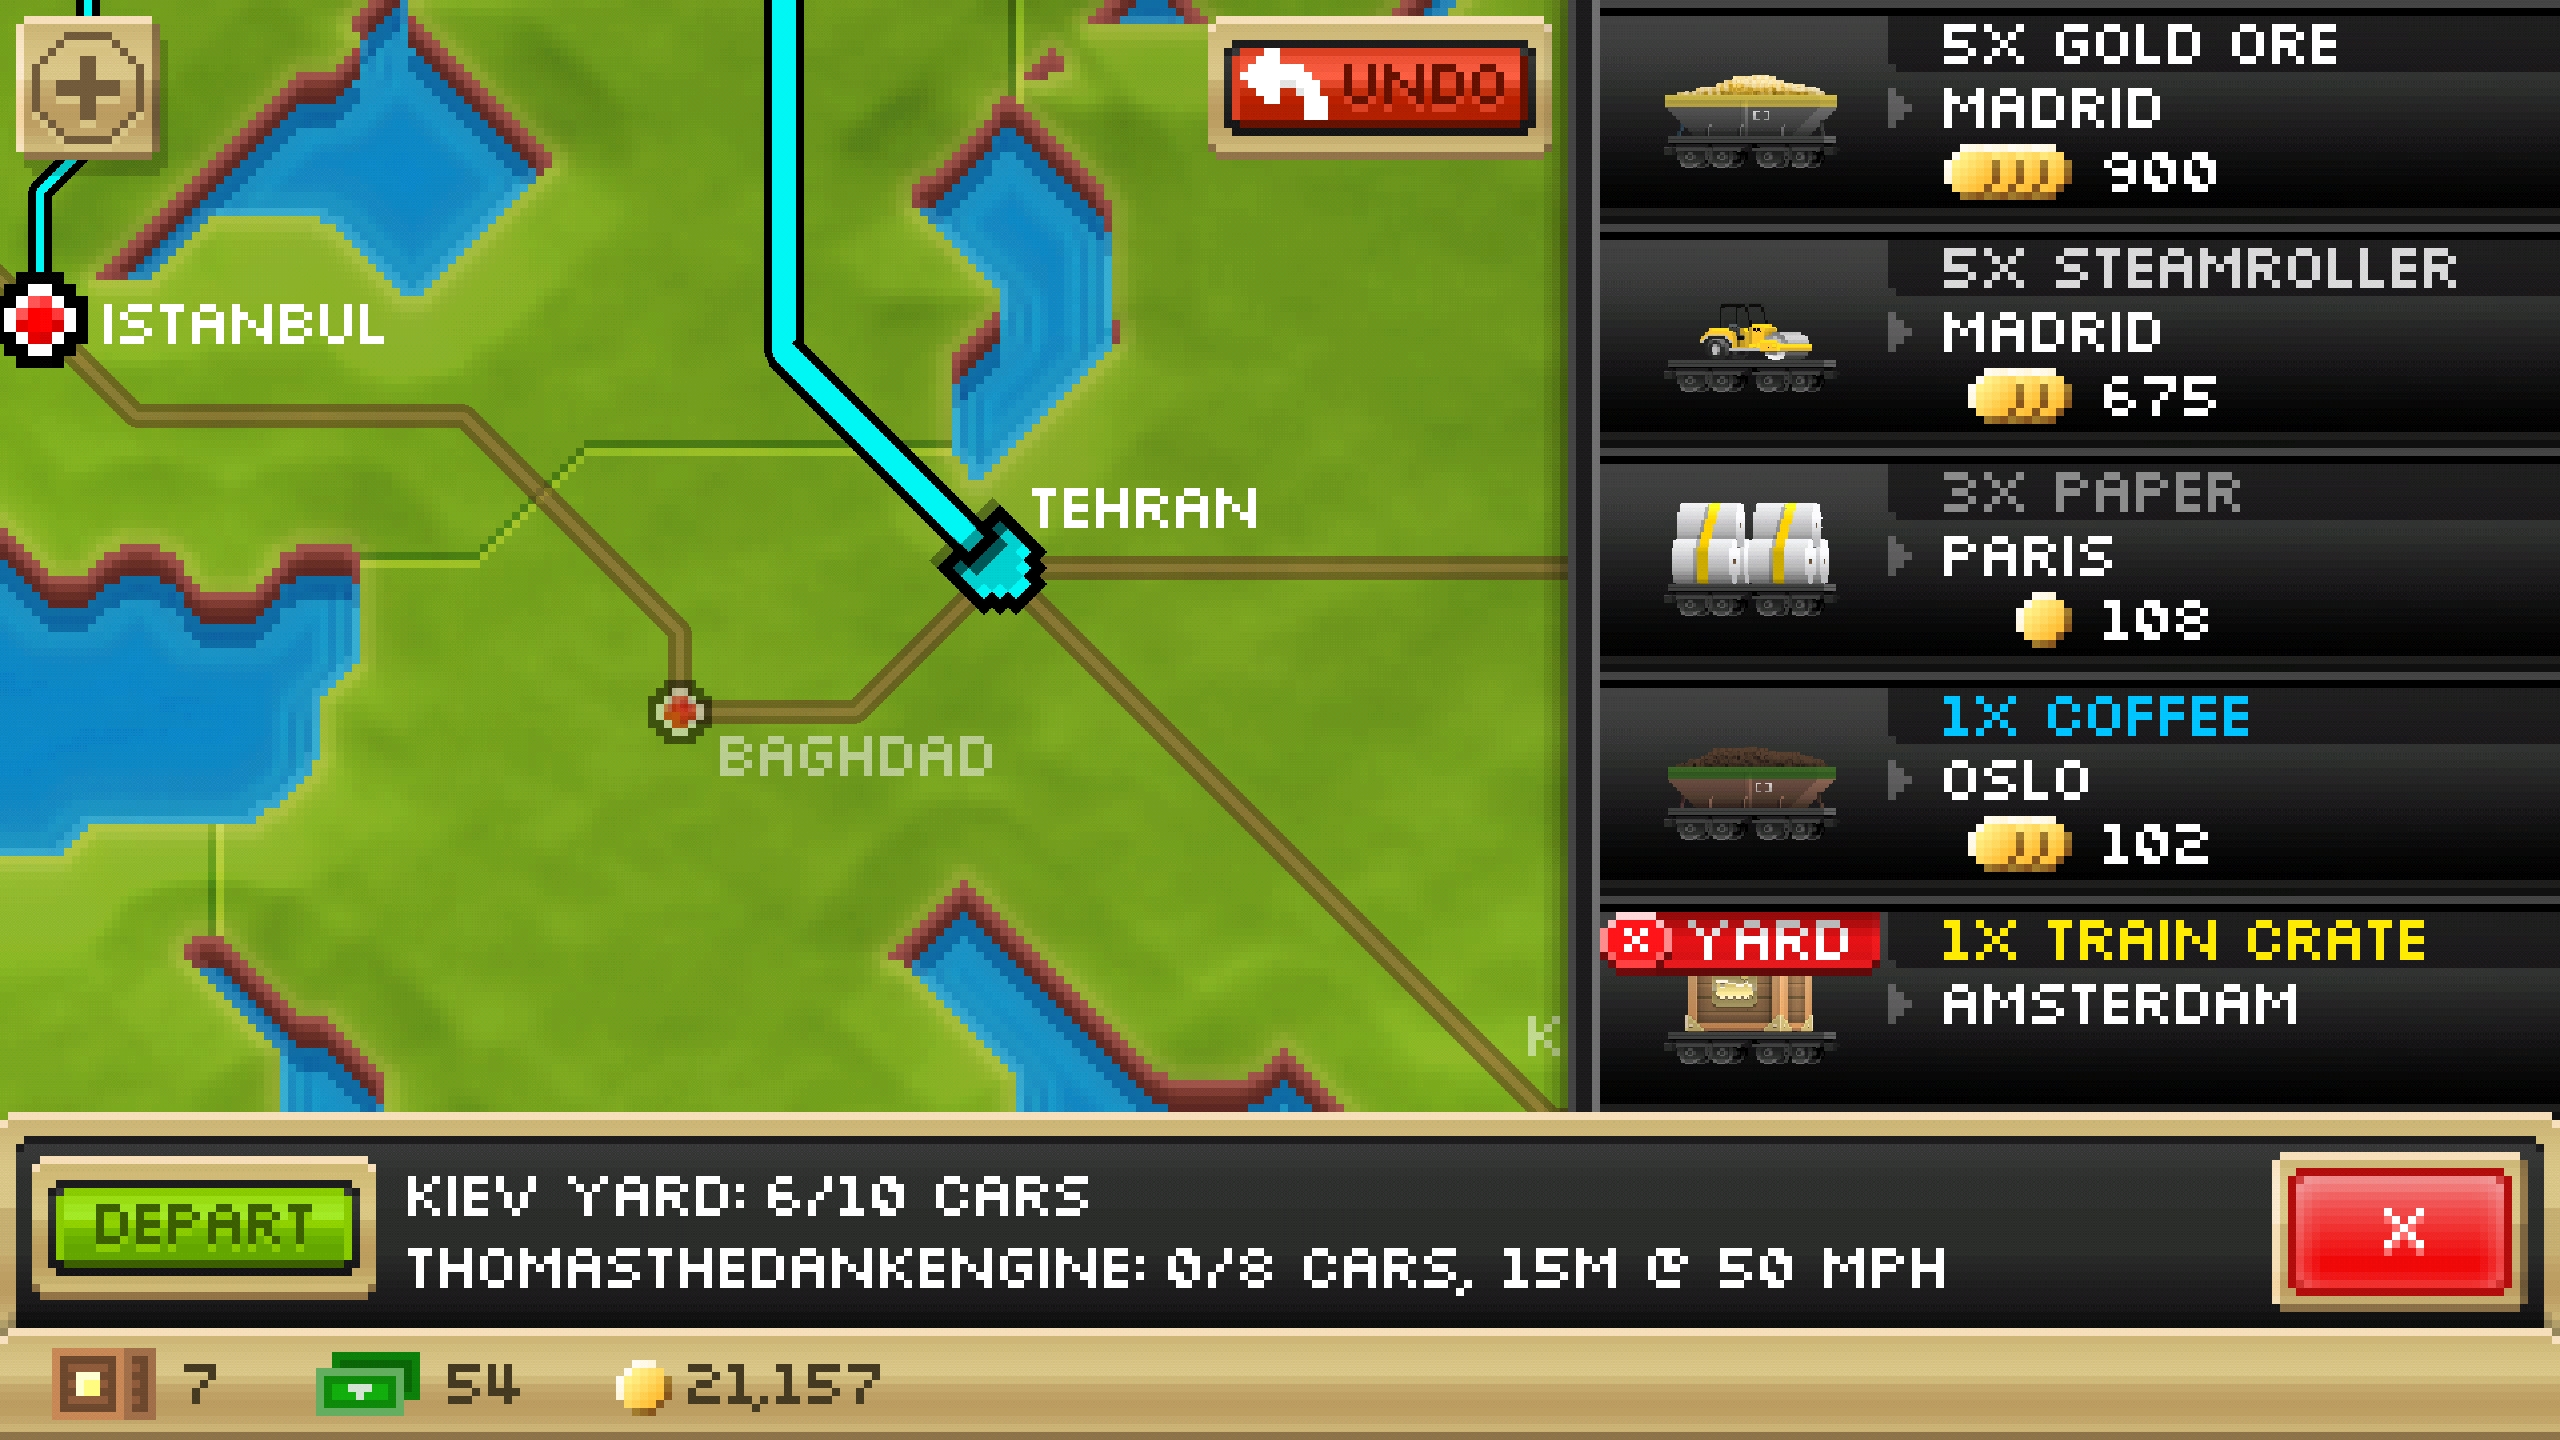 UNDO
ISTANBUL
TEHRAN
BAGHDAD
K
5X GOLD ORE
MADRID
900
5X STEAMROLLER
MADRID
675
3X PAPER
PARIS
108
1X COFFEE
OSLO
102
YARD
1X TRAIN CRATE
AMSTERDAM
DEPART
KIEV YARD: 6/10 CARS
THOMASTHEDANKENGINE: 0/8 CARS, 15M @ 50 MPH
X
7
54
21,157